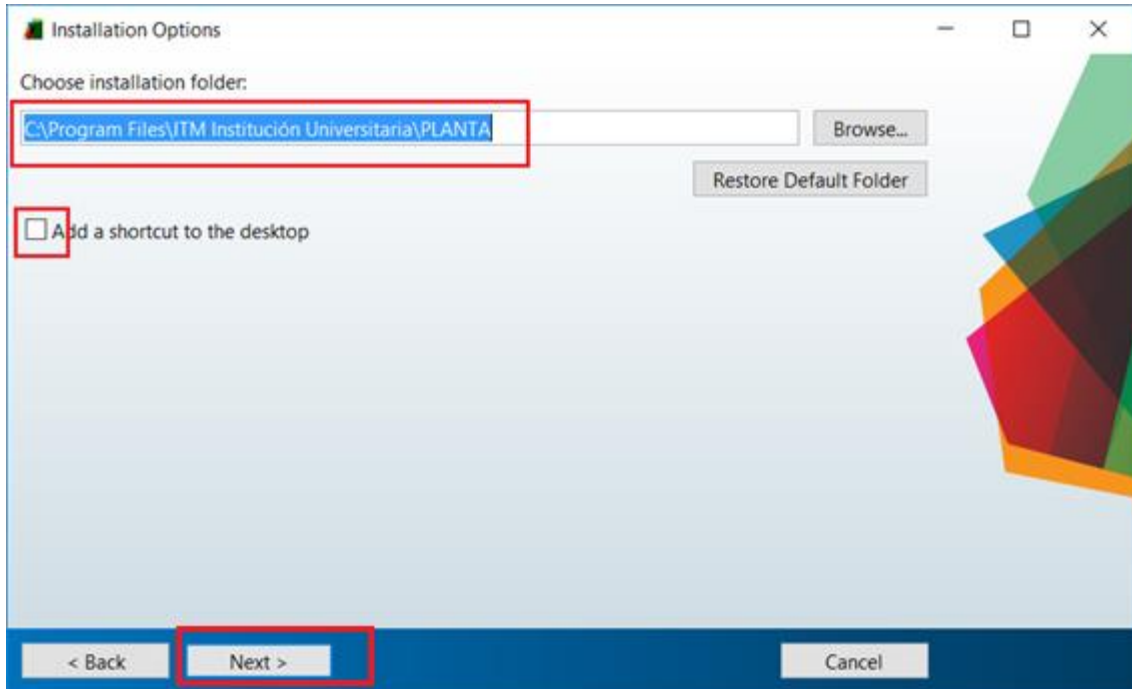 Installation Options
Choose installation folder:
C:\Program Files\ITM Institución Universitaria\PLANTA
Browse...
Restore Default Folder
Add a shortcut to the desktop
< Back
Next >
Cancel